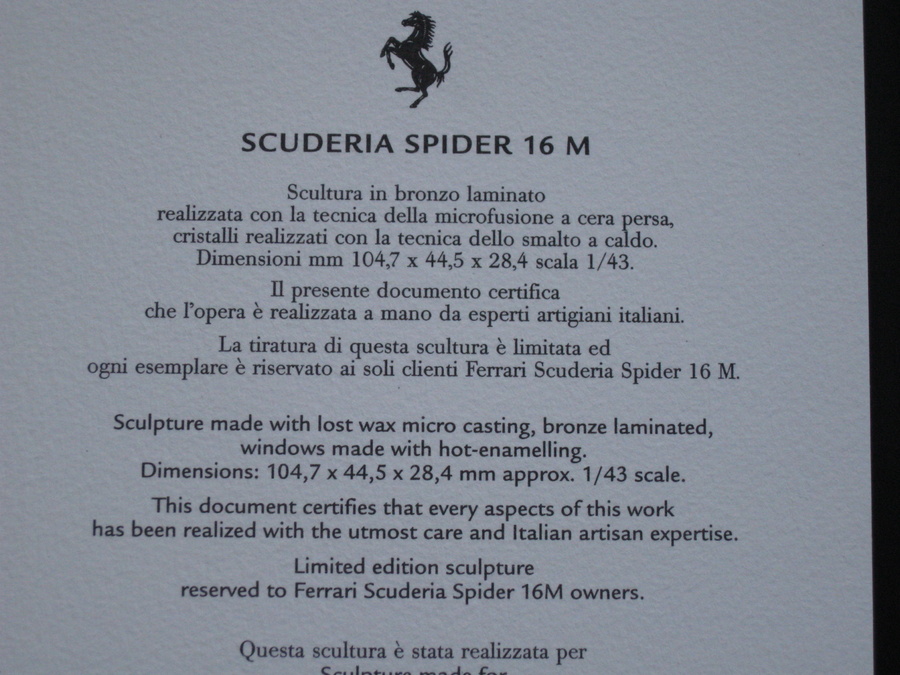 SCUDERIA SPIDER 16 M
Scultura in bronzo laminato
realizzata con la tecnica della microfusione a cera persa,
cristalli realizzati con la tecnica dello smalto a caldo.
Dimensioni mm 104,7 x 44,5 x 28,4 scala 1/43.
Il presente documento certifica
che l'opera è realizzata a mano da esperti artigiani italiani.
La tiratura di questa scultura è limitata ed
ogni esemplare è riservato ai soli clienti Ferrari Scuderia Spider 16 M.
Sculpture made with lost wax micro casting, bronze laminated,
windows made with hot-enamelling.
Dimensions: 104,7 x 44,5 x 28,4 mm approx. 1/43 scale.
This document certifies that every aspects of this work
has been realized with the utmost care and Italian artisan expertise.
Limited edition sculpture
reserved to Ferrari Scuderia Spider 16M owners.
Questa scultura è stata realizzata per
Sculpture made for